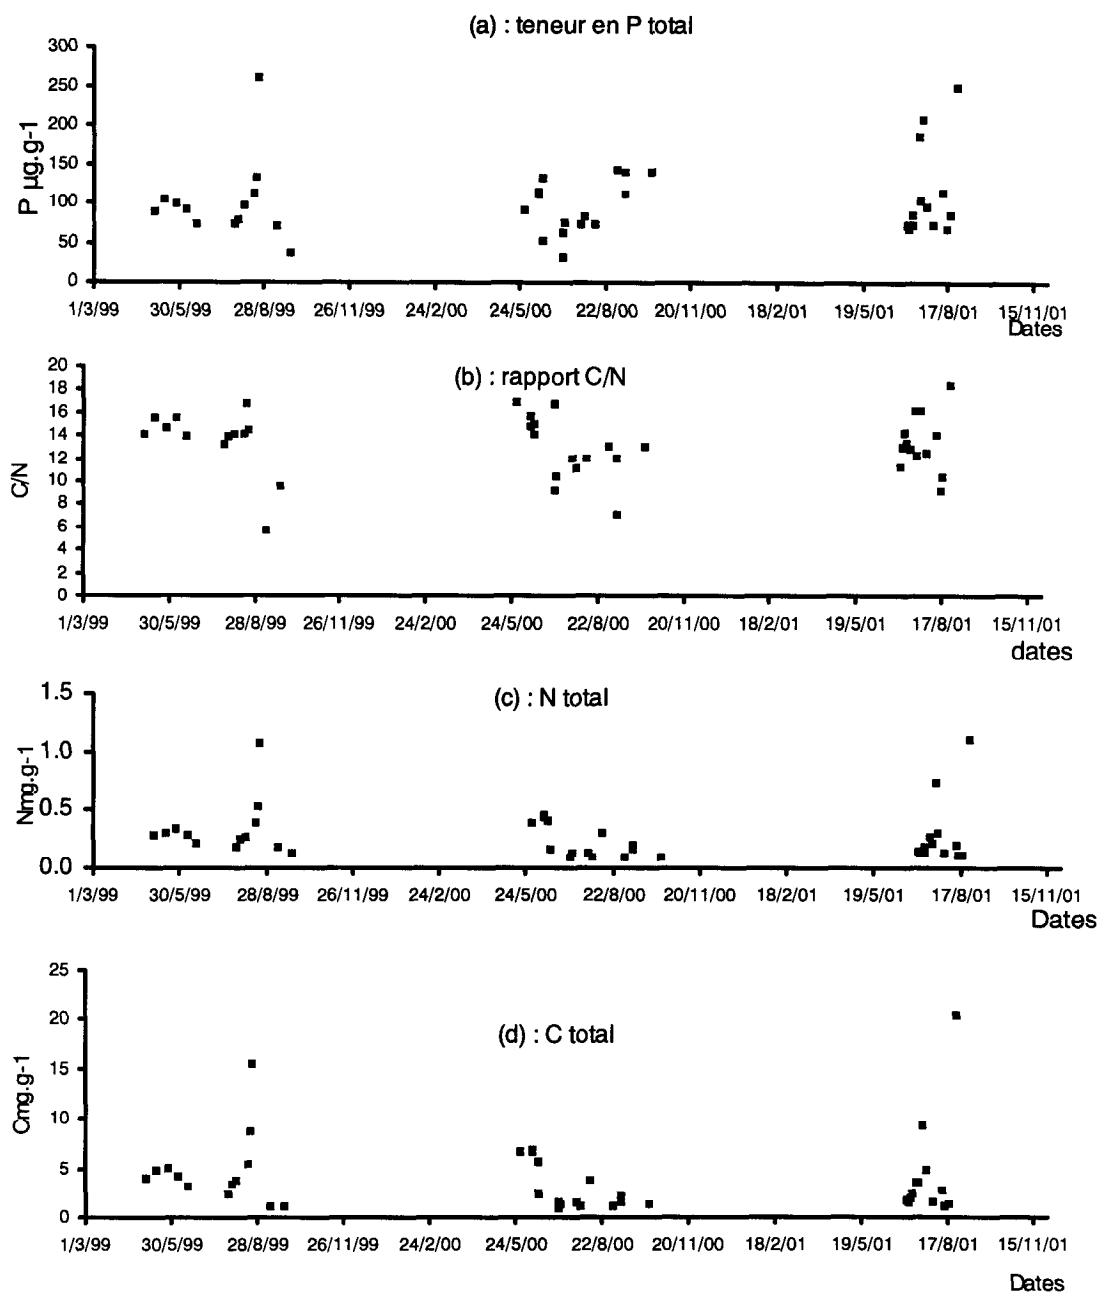 (a) : teneur en P total
P µg.g-1
300
250
200
150
100
50
0
1/3/99 30/5/99 28/8/99 26/11/99 24/2/00 24/5/00 22/8/00 20/11/00 18/2/01 19/5/01 17/8/01 15/11/01
Dates
(b) : rapport C/N
C/N
20
18
16
14
12
10
8
6
4
2
0
1/3/99 30/5/99 28/8/99 26/11/99 24/2/00 24/5/00 22/8/00 20/11/00 18/2/01 19/5/01 17/8/01 15/11/01
dates
(c) : N total
Nmg.g-1
1.5
1.0
0.5
0.0
1/3/99 30/5/99 28/8/99 26/11/99 24/2/00 24/5/00 22/8/00 20/11/00 18/2/01 19/5/01 17/8/01 15/11/01
Dates
(d) : C total
Cmg.g-1
25
20
15
10
5
0
1/3/99 30/5/99 28/8/99 26/11/99 24/2/00 24/5/00 22/8/00 20/11/00 18/2/01 19/5/01 17/8/01 15/11/01
Dates